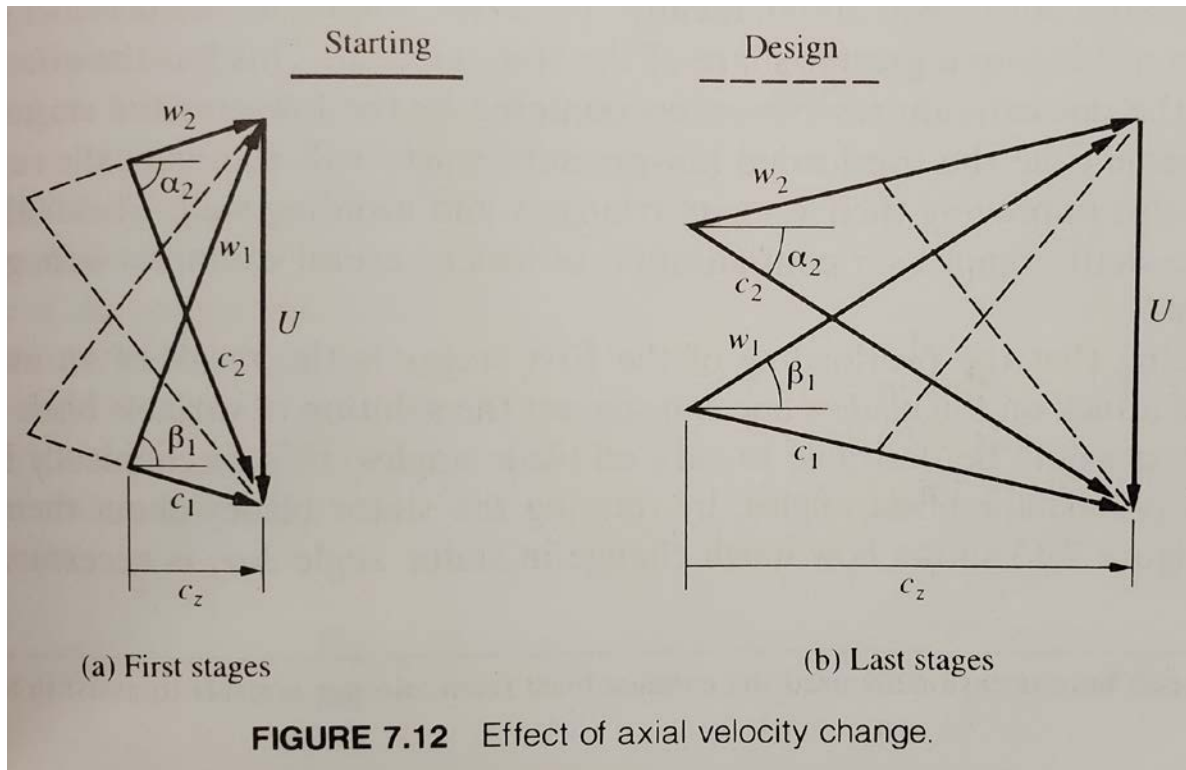 Starting
Design
w2
α2
w1
U
c2
β1
c1
cz
w2
α2
c2
U
w1
β1
c1
cz
(a) First stages
(b) Last stages
FIGURE 7.12 Effect of axial velocity change.